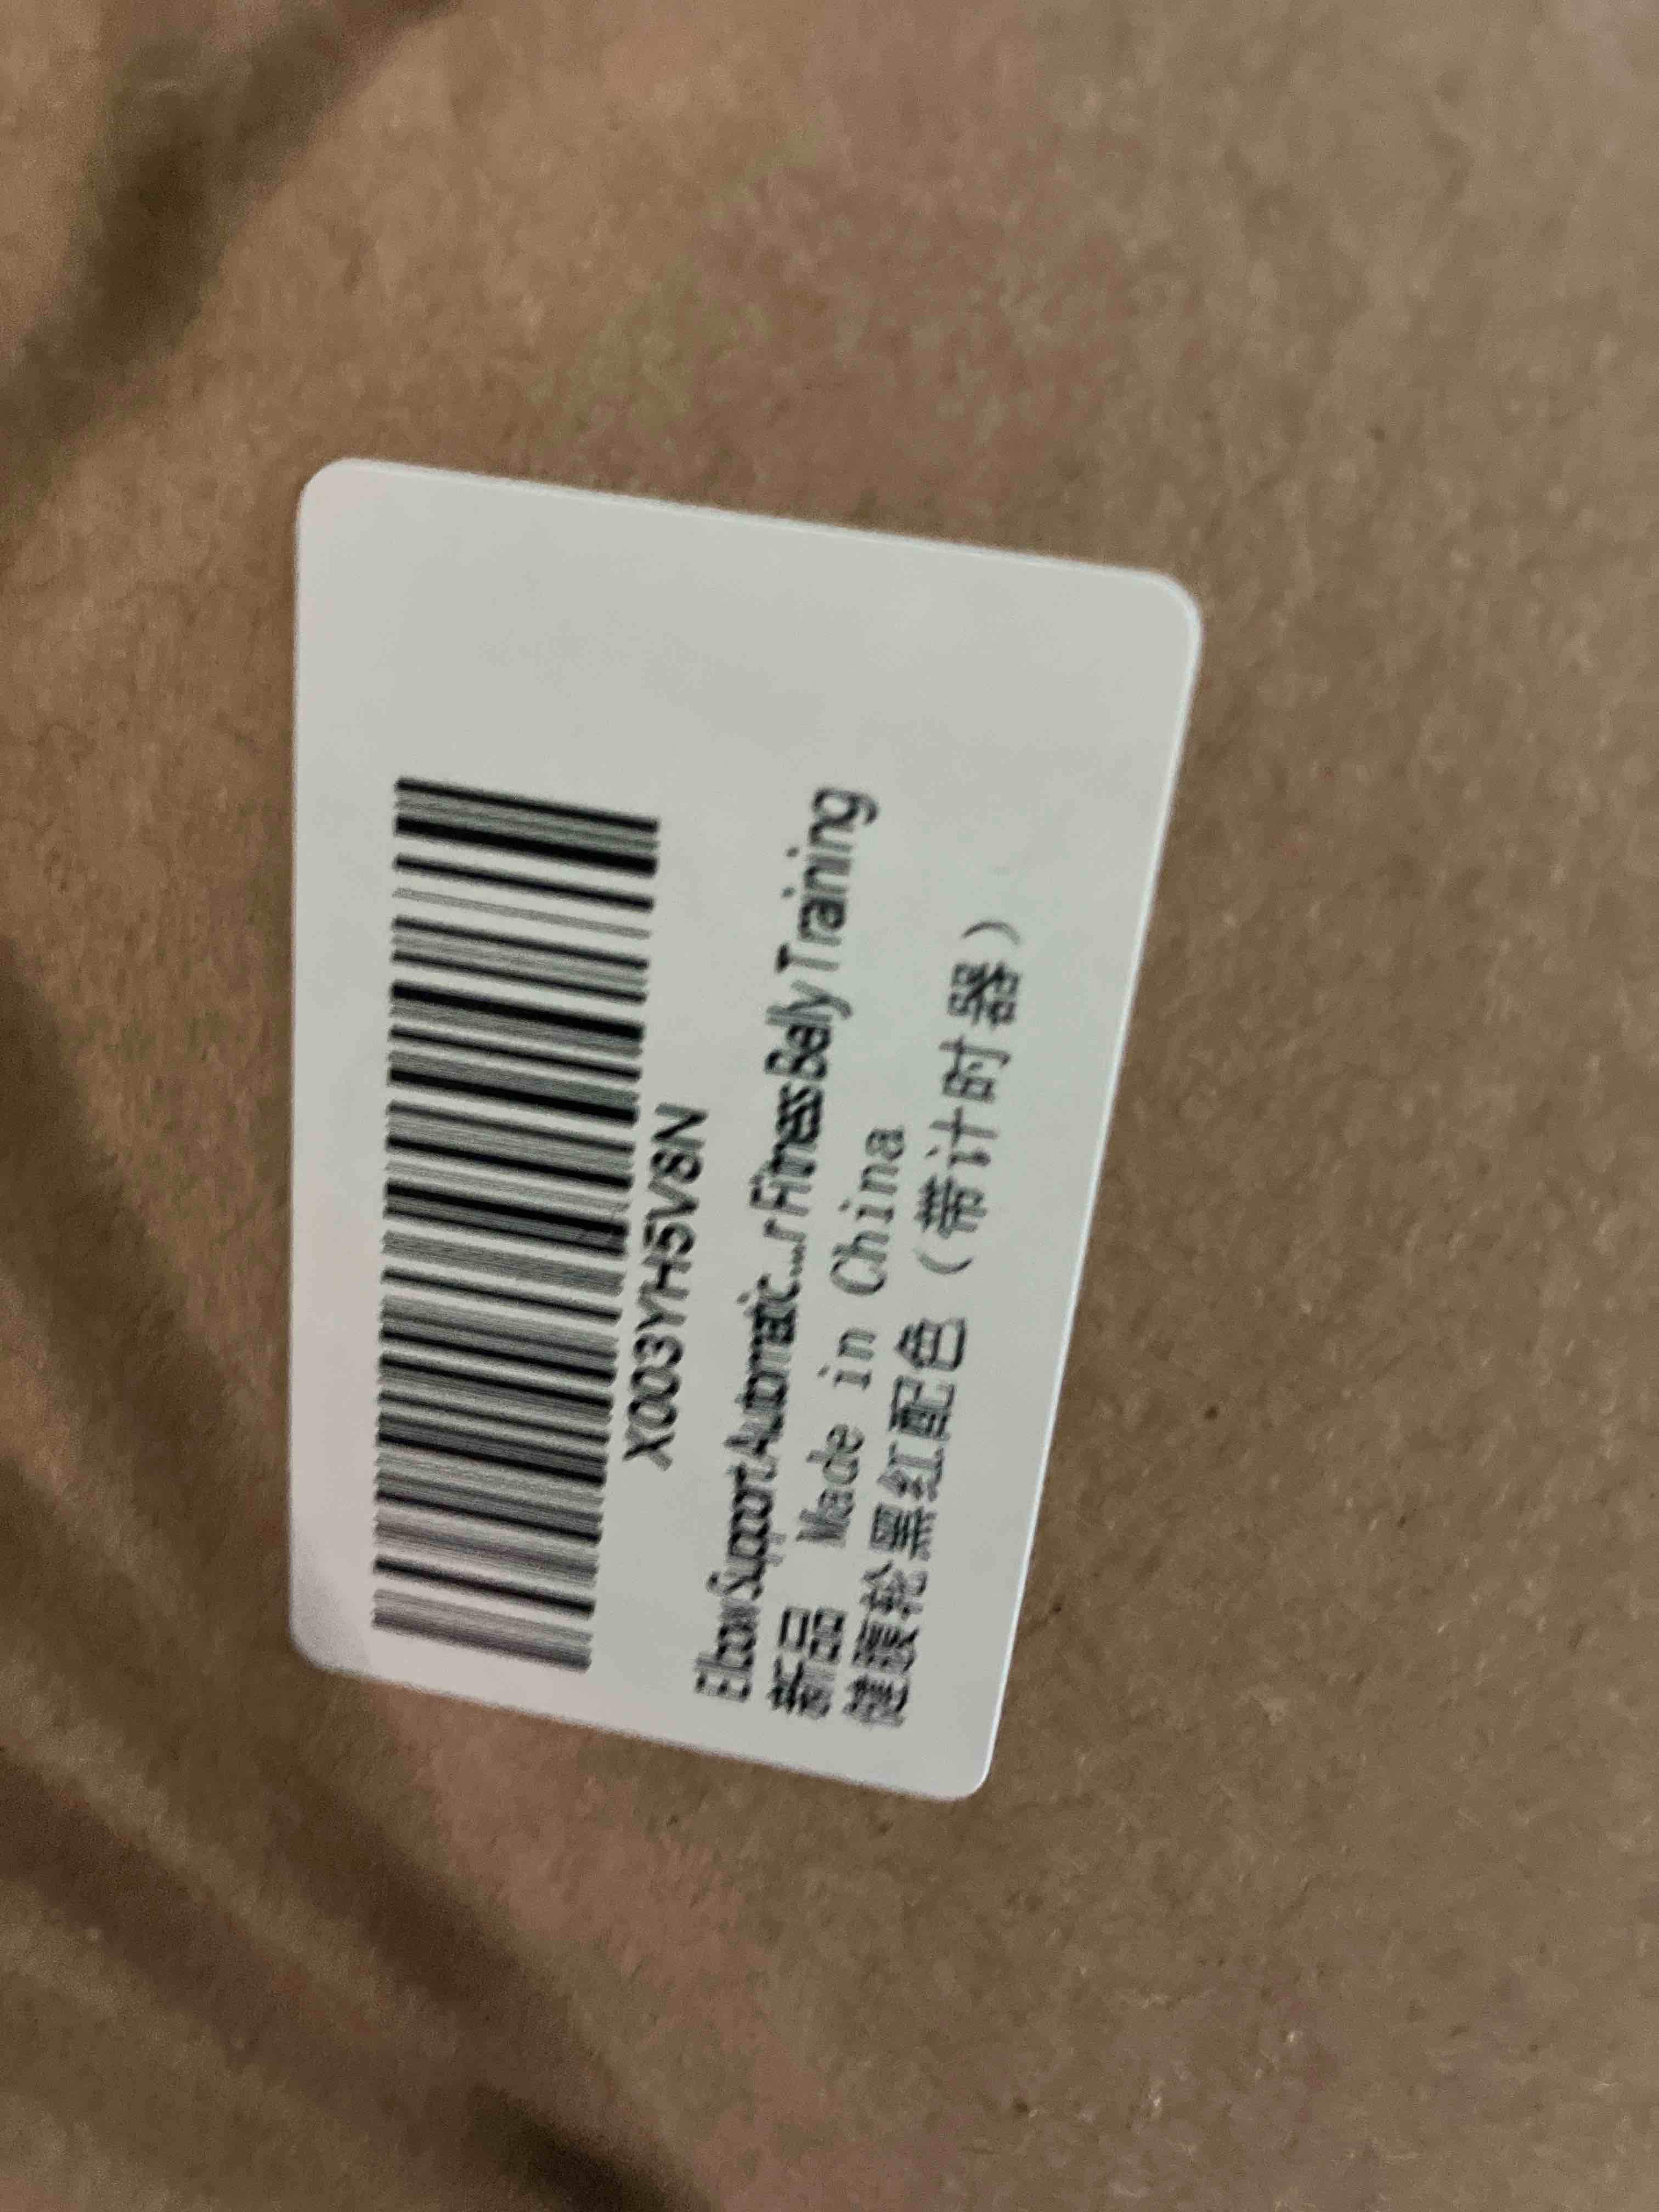 X003YH5V8N
Elbow Support Automatic ... r Fitness Belly Training
新品 Made in China
健腹轮黑红配色（带计时器）